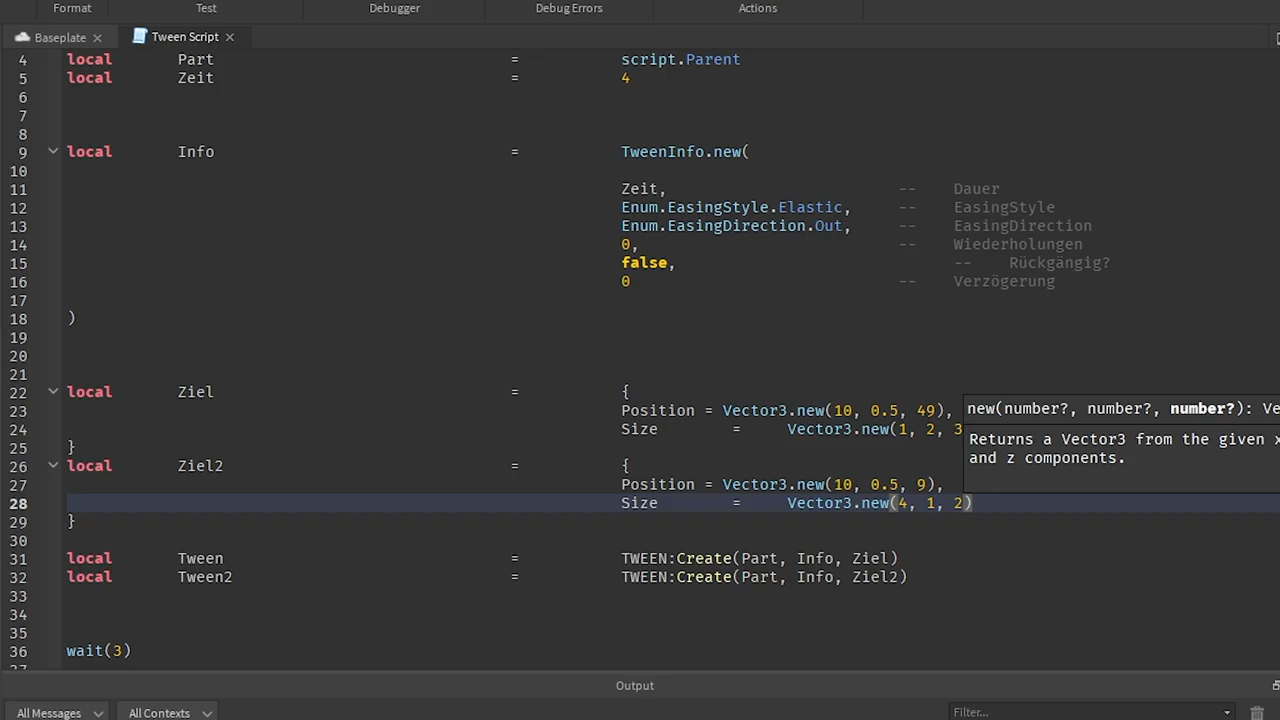 Format Test Debugger Debug Errors Actions
Baseplate Tween Script
4 local Part = script.Parent
5 local Zeit = 4
6
7
8
9 local Info = TweenInfo.new(
10
11 Zeit, -- Dauer
12 Enum.EasingStyle.Elastic, -- EasingStyle
13 Enum.EasingDirection.Out, -- EasingDirection
14 0, -- Wiederholungen
15 false, -- Rückgängig?
16 0 -- Verzögerung
17
18 )
19
20
21
22 local Ziel = {
23 Position = Vector3.new(10, 0.5, 49), new(number?, number?, number?): Ve
24 Size = Vector3.new(1, 2, 3
25 } Returns a Vector3 from the given x
26 local Ziel2 = { and z components.
27 Position = Vector3.new(10, 0.5, 9),
28 Size = Vector3.new(4, 1, 2)
29 }
30
31 local Tween = TWEEN:Create(Part, Info, Ziel)
32 local Tween2 = TWEEN:Create(Part, Info, Ziel2)
33
34
35
36 wait(3)
37
Output
All Messages All Contexts Filter...